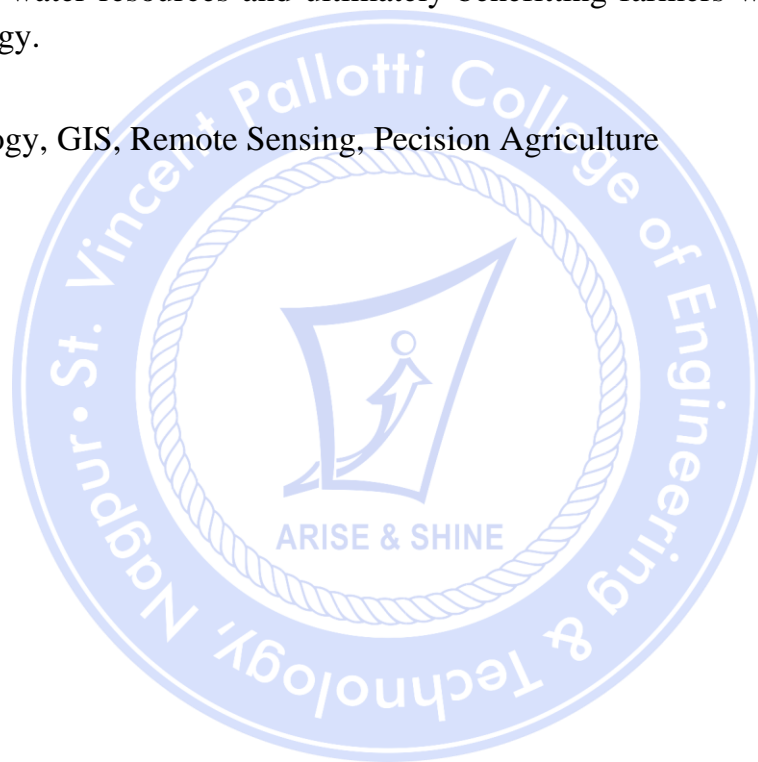 water resources and ultimately benefitting farmers
gy.
ogy, GIS, Remote Sensing, Pecision Agriculture
St. Vincent Pallotti College of Engineering & Technology, Nagpur •
ARISE & SHINE